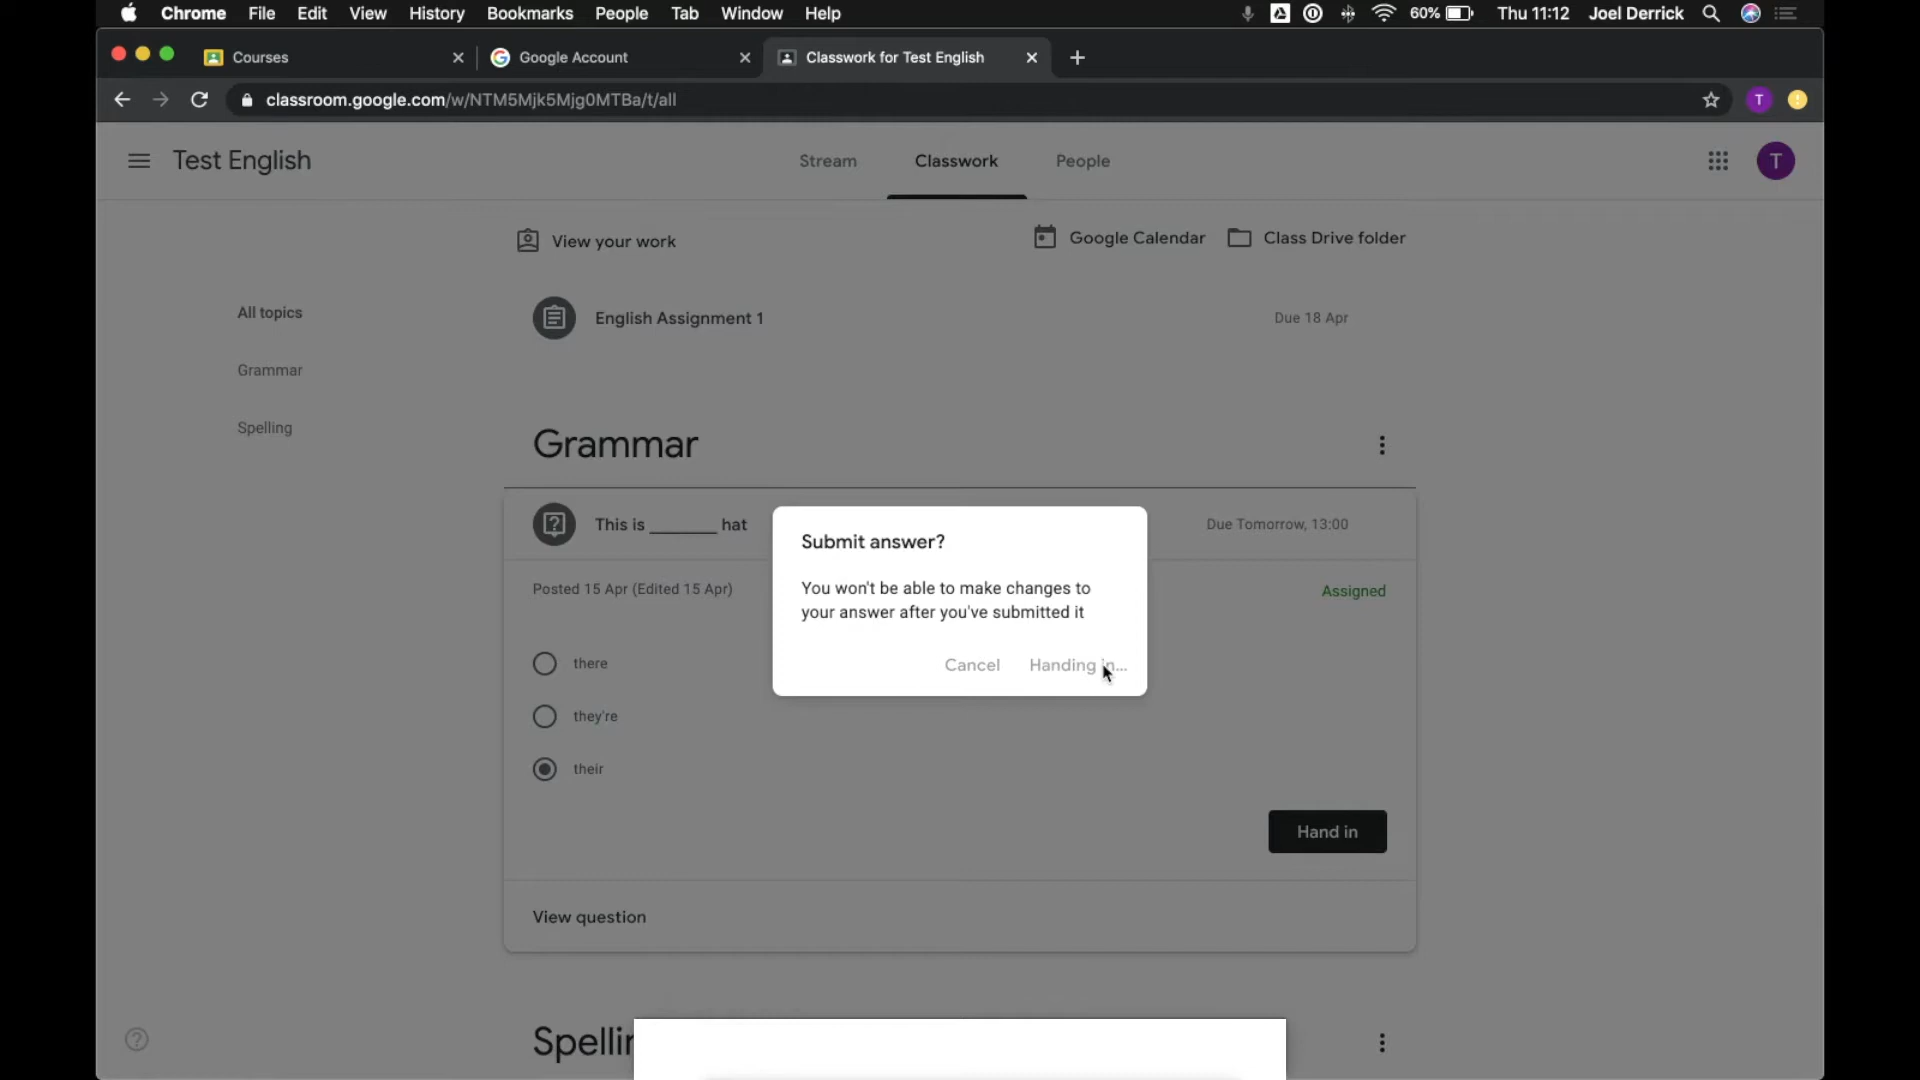 Chrome File Edit View History Bookmarks People Tab Window Help 60% Thu 11:12 Joel Derrick
Courses Google Account Classwork for Test English
classroom.google.com/w/NTM5Mjk5Mjg0MTBa/t/all T
Test English Stream Classwork People T
View your work Google Calendar Class Drive folder
All topics
English Assignment 1 Due 18 Apr
Grammar
Spelling
Grammar
This is ________ hat Due Tomorrow, 13:00
Submit answer?
Posted 15 Apr (Edited 15 Apr) Assigned
You won't be able to make changes to
your answer after you've submitted it
Cancel Handing in...
there
they're
their
Hand in
View question